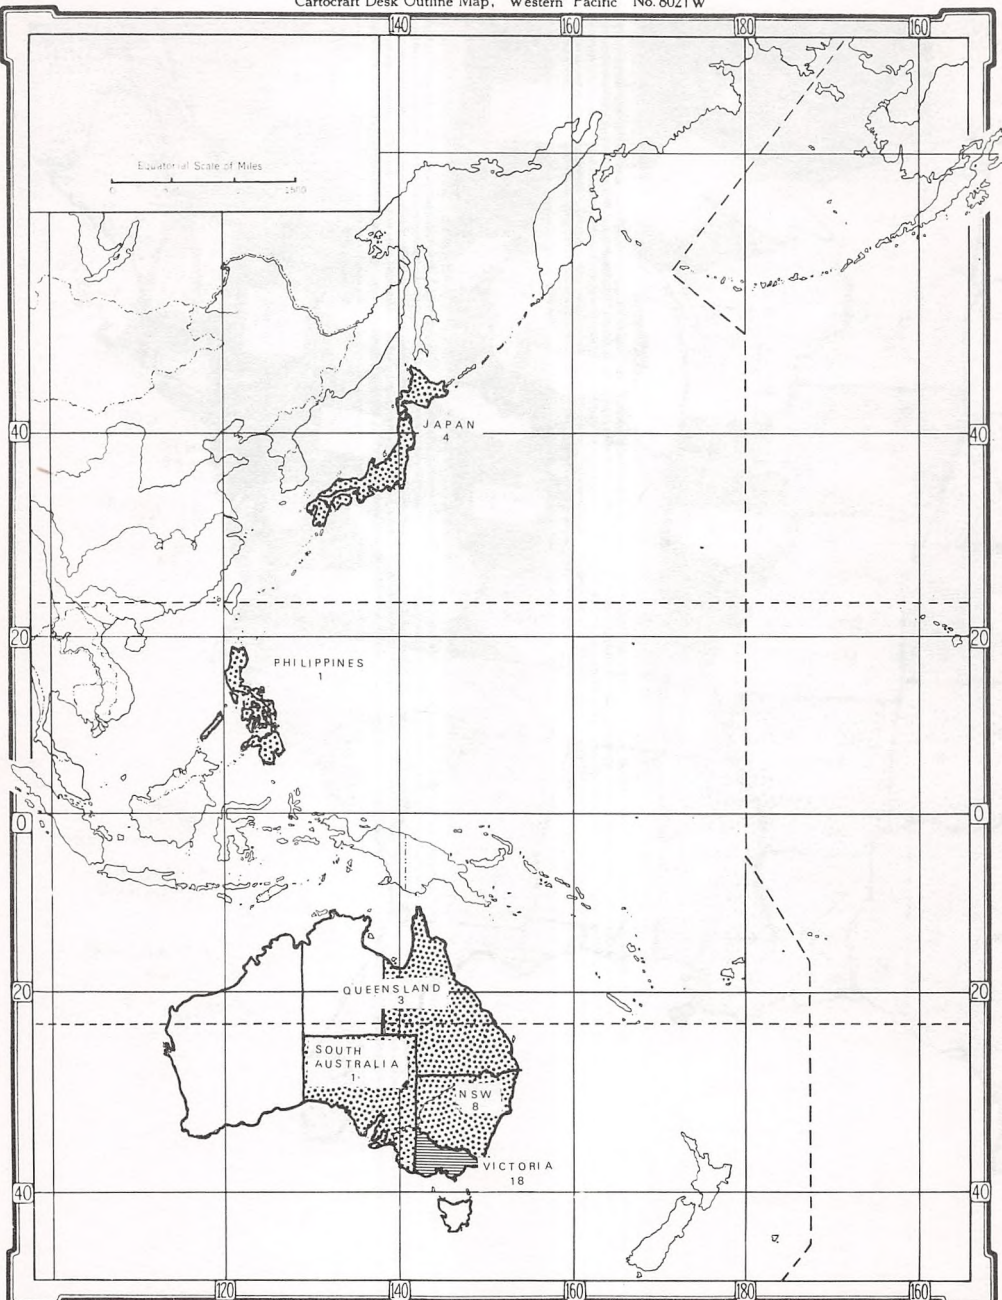 Cartocraft Desk Outline Map, Western Pacific No. 8021 W
140 160 180 160
Equatorial Scale of Miles
0 500 1500
JAPAN
4
40 40
20 20
PHILIPPINES
1
0 0
QUEENSLAND
3
20 20
SOUTH
AUSTRALIA
1
NSW
8
VICTORIA
18
40 40
120 140 160 180 160